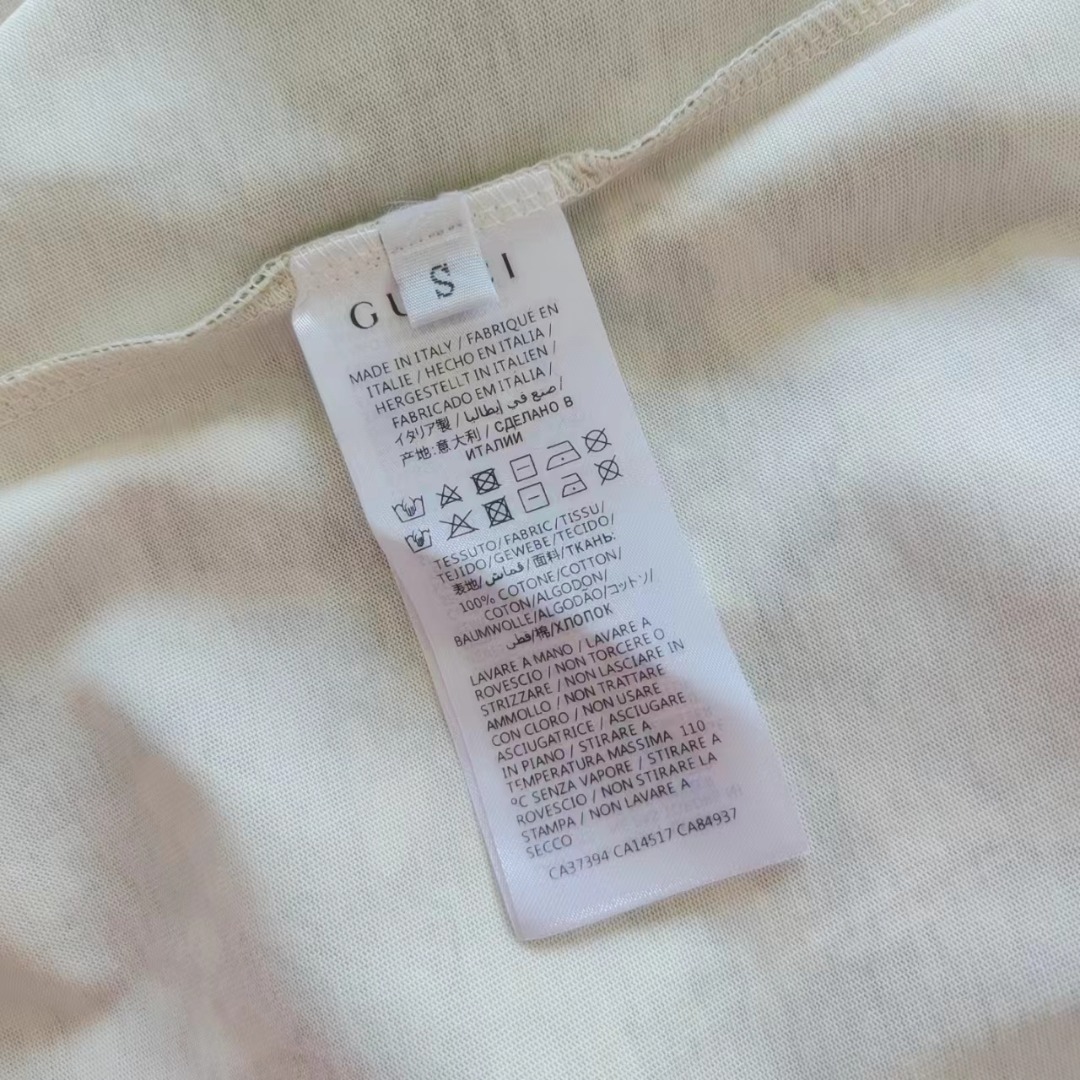 S
GU CI
MADE IN ITALY / FABRIQUE EN
ITALIE / HECHO EN ITALIA /
HERGESTELLT IN ITALIEN /
FABRICADO EM ITALIA /
イタリア製 / صنع في إيطاليا /
产地:意大利 / СДЕЛАНО В
ИТАЛИИ
TESSUTO/FABRIC/TISSU/
TEJIDO/GEWEBE/TECIDO/
表地/قماش/面料/ТКАНЬ:
100% COTONE/COTTON/
COTON/ALGODON/
BAUMWOLLE/ALGODAO/コットン/
قطن/棉/ХЛОПОК
LAVARE A MANO / LAVARE A
ROVESCIO / NON TORCERE O
STRIZZARE / NON LASCIARE IN
AMMOLLO / NON TRATTARE
CON CLORO / NON USARE
ASCIUGATRICE / ASCIUGARE
IN PIANO / STIRARE A
TEMPERATURA MASSIMA 110
°C SENZA VAPORE / STIRARE A
ROVESCIO / NON STIRARE LA
STAMPA / NON LAVARE A
SECCO
CA37394 CA14517 CA84937